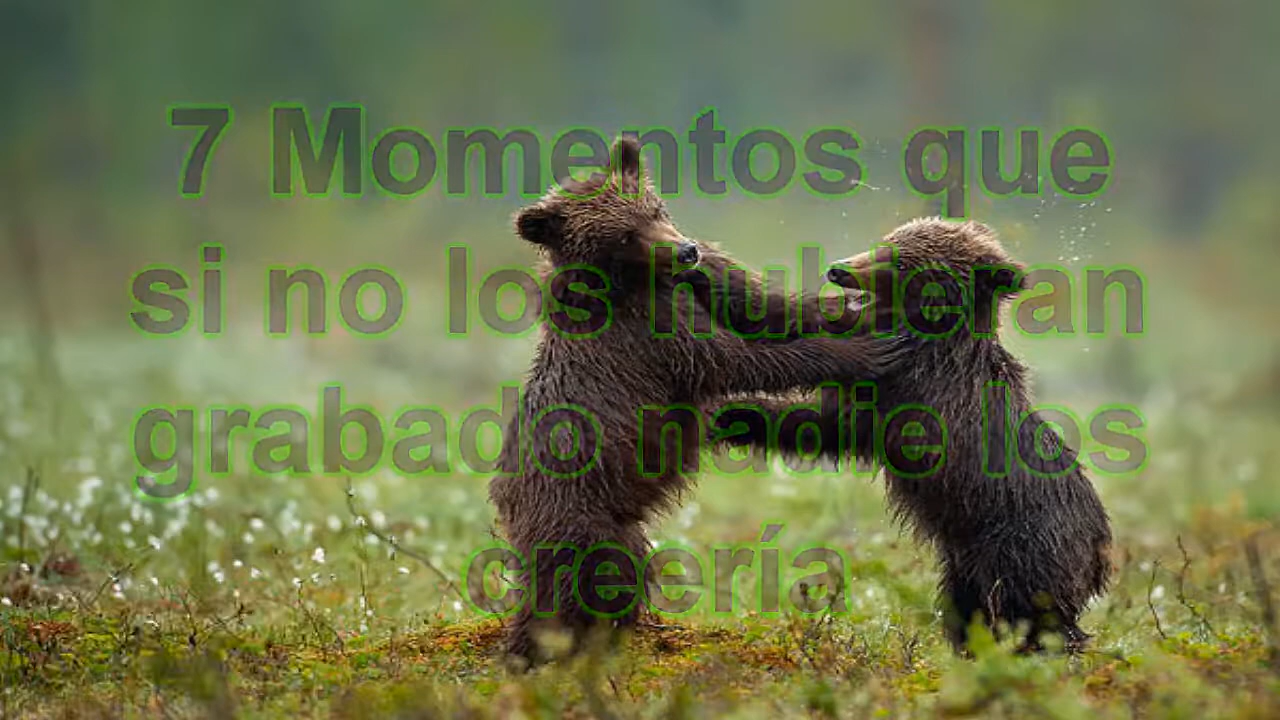 7 Momentos que
si no los hubieran
grabado nadie los
creería